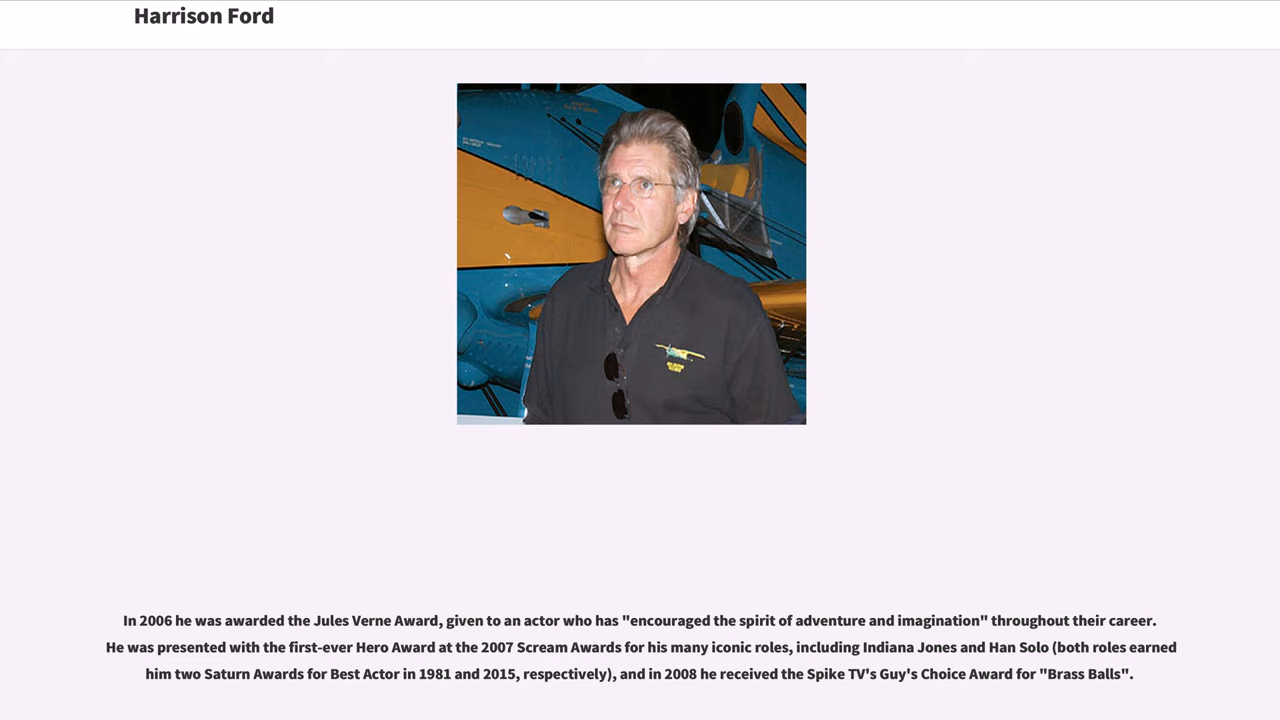 Harrison Ford
In 2006 he was awarded the Jules Verne Award, given to an actor who has "encouraged the spirit of adventure and imagination" throughout their career.
He was presented with the first-ever Hero Award at the 2007 Scream Awards for his many iconic roles, including Indiana Jones and Han Solo (both roles earned
him two Saturn Awards for Best Actor in 1981 and 2015, respectively), and in 2008 he received the Spike TV's Guy's Choice Award for "Brass Balls".